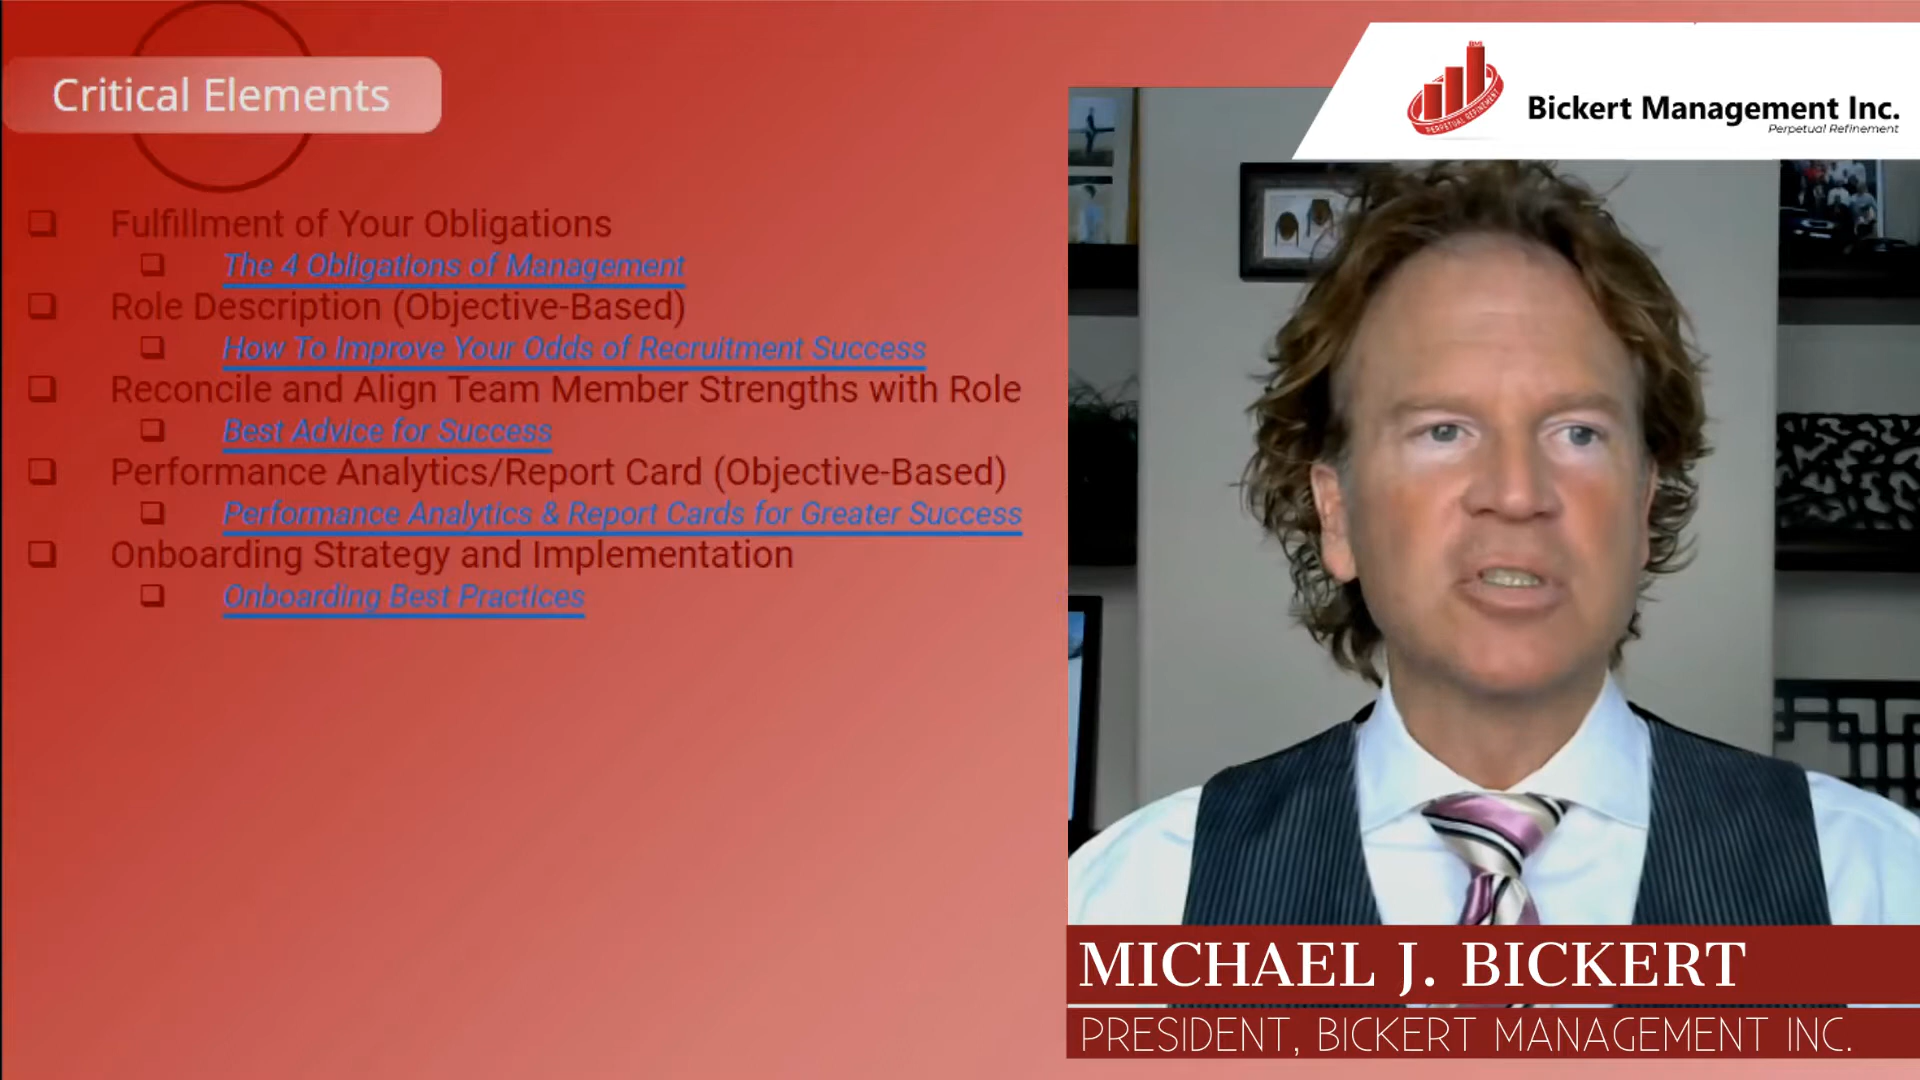 Critical Elements
Fulfillment of Your Obligations
The 4 Obligations of Management
Role Description (Objective-Based)
How To Improve Your Odds of Recruitment Success
Reconcile and Align Team Member Strengths with Role
Best Advice for Success
Performance Analytics/Report Card (Objective-Based)
Performance Analytics & Report Cards for Greater Success
Onboarding Strategy and Implementation
Onboarding Best Practices
BMI
PERPETUAL REFINEMENT
Bickert Management Inc.
Perpetual Refinement
MICHAEL J. BICKERT
PRESIDENT, BICKERT MANAGEMENT INC.